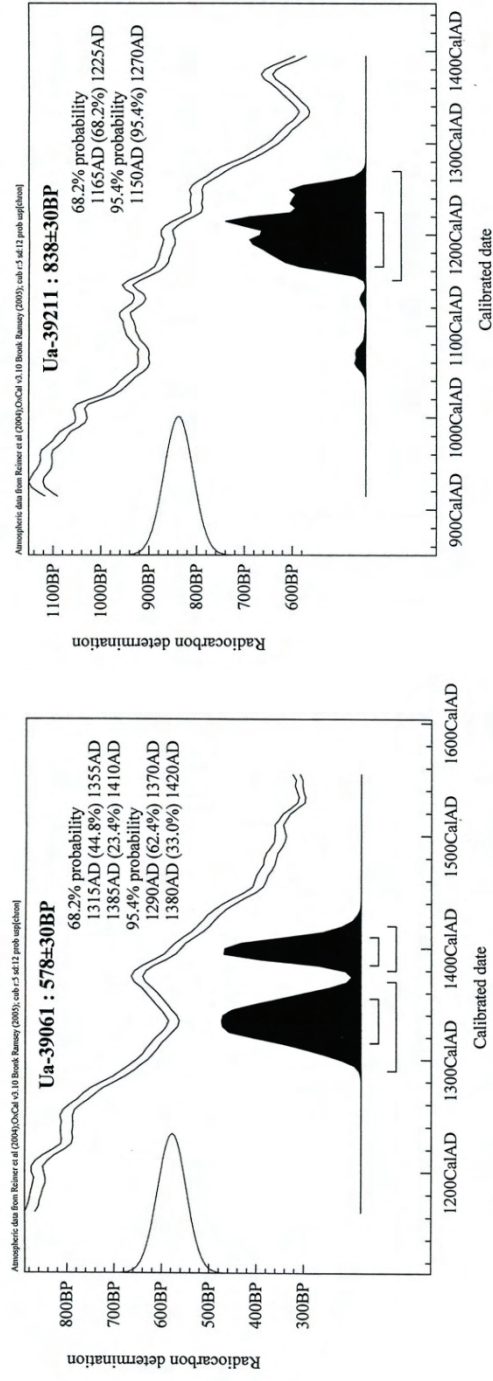 Atmospheric data from Reimer et al (2004);OxCal v3.10 Bronk Ramsey (2005); cub r:5 sd:12 prob usp[chron]
Ua-39061 : 578±30BP
68.2% probability
1315AD (44.8%) 1355AD
1385AD (23.4%) 1410AD
95.4% probability
1290AD (62.4%) 1370AD
1380AD (33.0%) 1420AD
Radiocarbon determination
800BP
700BP
600BP
500BP
400BP
300BP
1200CalAD 1300CalAD 1400CalAD 1500CalAD 1600CalAD
Calibrated date
Atmospheric data from Reimer et al (2004);OxCal v3.10 Bronk Ramsey (2005); cub r:5 sd:12 prob usp[chron]
Ua-39211 : 838±30BP
68.2% probability
1165AD (68.2%) 1225AD
95.4% probability
1150AD (95.4%) 1270AD
Radiocarbon determination
1100BP
1000BP
900BP
800BP
700BP
600BP
900CalAD 1000CalAD 1100CalAD 1200CalAD 1300CalAD 1400CalAD
Calibrated date